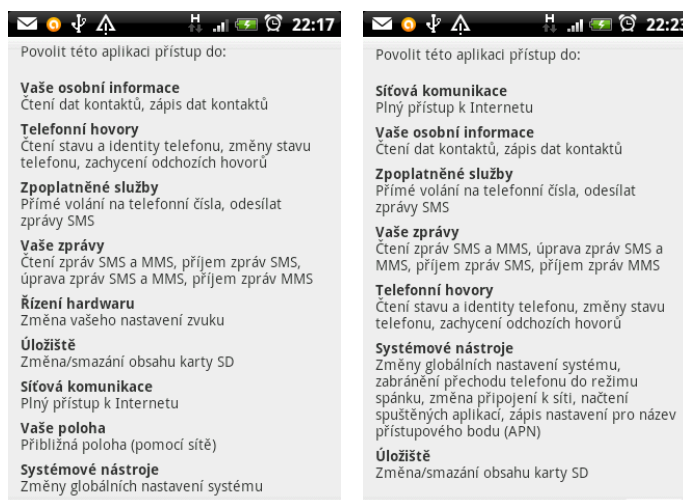 H
22:17
Povolit této aplikaci přístup do:
Vaše osobní informace
Čtení dat kontaktů, zápis dat kontaktů
Telefonní hovory
Čtení stavu a identity telefonu, změny stavu
telefonu, zachycení odchozích hovorů
Zpoplatněné služby
Přímé volání na telefonní čísla, odesílat
zprávy SMS
Vaše zprávy
Čtení zpráv SMS a MMS, příjem zpráv SMS,
úprava zpráv SMS a MMS, příjem zpráv MMS
Řízení hardwaru
Změna vašeho nastavení zvuku
Úložiště
Změna/smazání obsahu karty SD
Síťová komunikace
Plný přístup k Internetu
Vaše poloha
Přibližná poloha (pomocí sítě)
Systémové nástroje
Změny globálních nastavení systému
H
22:23
Povolit této aplikaci přístup do:
Síťová komunikace
Plný přístup k Internetu
Vaše osobní informace
Čtení dat kontaktů, zápis dat kontaktů
Zpoplatněné služby
Přímé volání na telefonní čísla, odesílat
zprávy SMS
Vaše zprávy
Čtení zpráv SMS a MMS, úprava zpráv SMS a
MMS, příjem zpráv SMS, příjem zpráv MMS
Telefonní hovory
Čtení stavu a identity telefonu, změny stavu
telefonu, zachycení odchozích hovorů
Systémové nástroje
Změny globálních nastavení systému,
zabránění přechodu telefonu do režimu
spánku, změna připojení k síti, načtení
spuštěných aplikací, zápis nastavení pro název
přístupového bodu (APN)
Úložiště
Změna/smazání obsahu karty SD